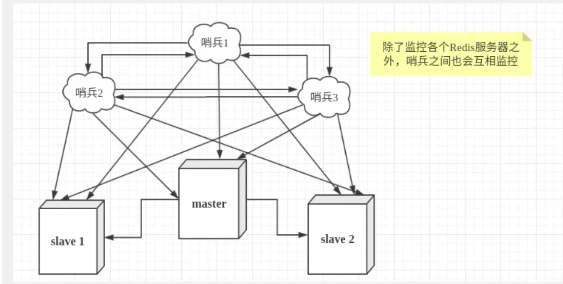 哨兵1
除了监控各个Redis服务器之
外，哨兵之间也会互相监控
哨兵2
哨兵3
master
slave 1
slave 2